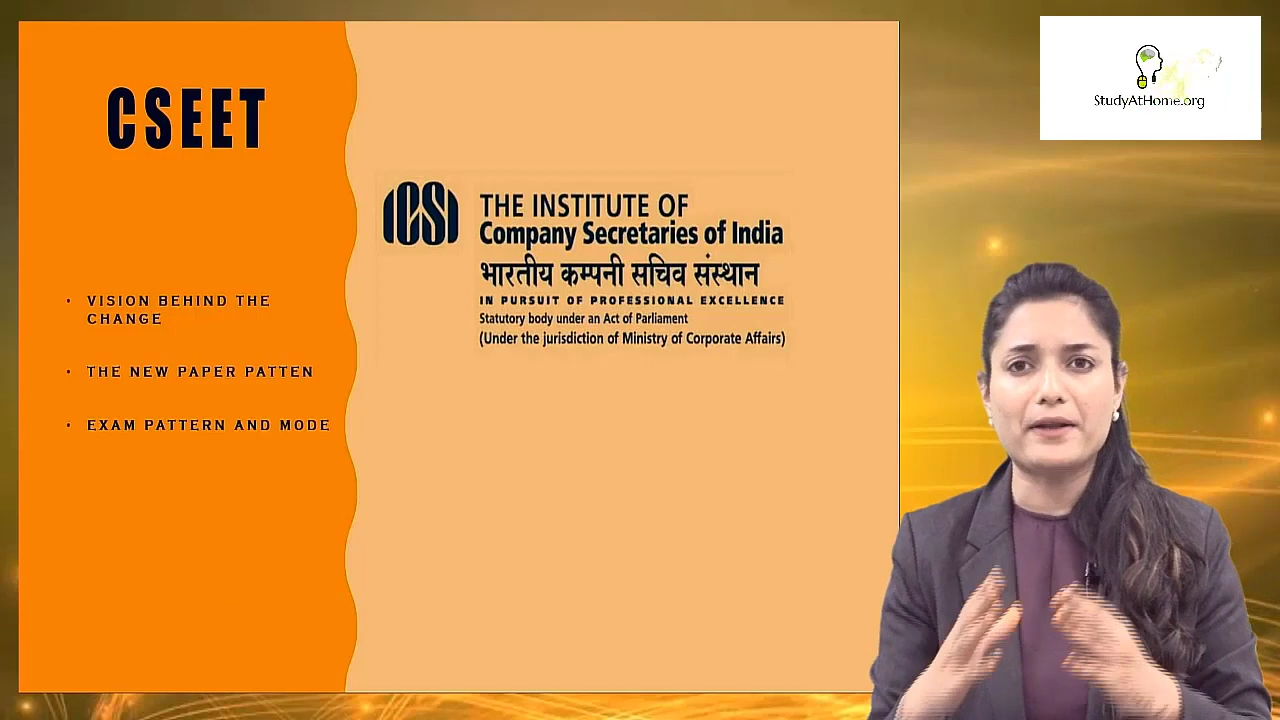 CSEET
• VISION BEHIND THE
CHANGE
• THE NEW PAPER PATTEN
• EXAM PATTERN AND MODE
ICSI
THE INSTITUTE OF
Company Secretaries of India
भारतीय कम्पनी सचिव संस्थान
IN PURSUIT OF PROFESSIONAL EXCELLENCE
Statutory body under an Act of Parliament
(Under the jurisdiction of Ministry of Corporate Affairs)
StudyAtHome.org